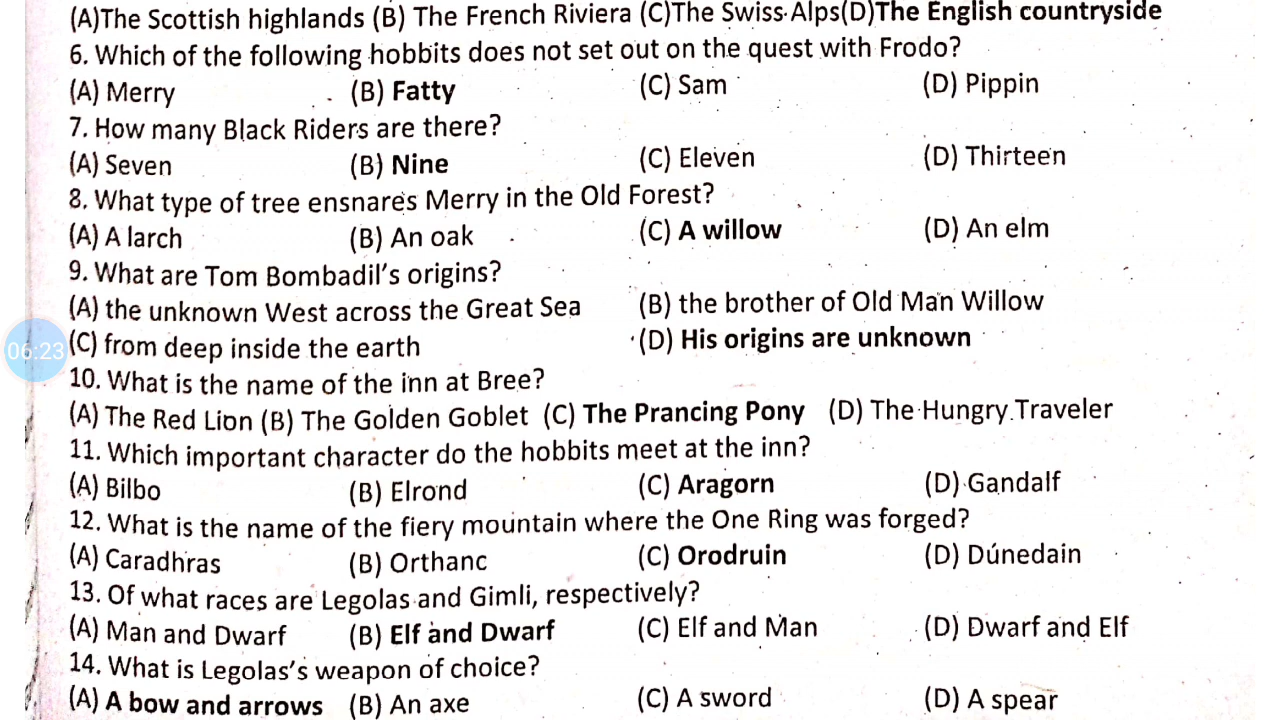 (A)The Scottish highlands (B) The French Riviera (C)The Swiss Alps(D)The English countryside
6. Which of the following hobbits does not set out on the quest with Frodo?
(A) Merry (B) Fatty (C) Sam (D) Pippin
7. How many Black Riders are there?
(A) Seven (B) Nine (C) Eleven (D) Thirteen
8. What type of tree ensnares Merry in the Old Forest?
(A) A larch (B) An oak (C) A willow (D) An elm
9. What are Tom Bombadil's origins?
(A) the unknown West across the Great Sea (B) the brother of Old Man Willow
(C) from deep inside the earth (D) His origins are unknown
06:23
10. What is the name of the inn at Bree?
(A) The Red Lion (B) The Golden Goblet (C) The Prancing Pony (D) The Hungry Traveler
11. Which important character do the hobbits meet at the inn?
(A) Bilbo (B) Elrond (C) Aragorn (D) Gandalf
12. What is the name of the fiery mountain where the One Ring was forged?
(A) Caradhras (B) Orthanc (C) Orodruin (D) Dúnedain
13. Of what races are Legolas and Gimli, respectively?
(A) Man and Dwarf (B) Elf and Dwarf (C) Elf and Man (D) Dwarf and Elf
14. What is Legolas's weapon of choice?
(A) A bow and arrows (B) An axe (C) A sword (D) A spear